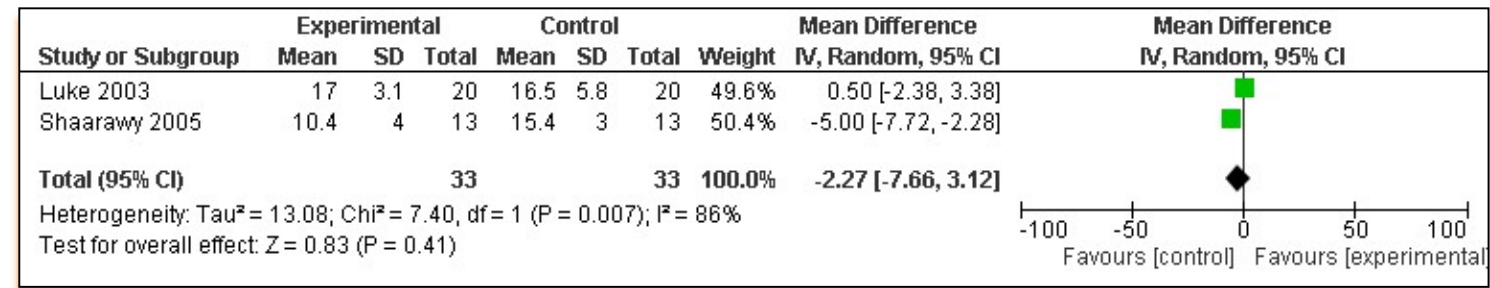 Experimental Control Mean Difference Mean Difference
Study or Subgroup Mean SD Total Mean SD Total Weight IV, Random, 95% CI IV, Random, 95% CI
Luke 2003 17 3.1 20 16.5 5.8 20 49.6% 0.50 [-2.38, 3.38]
Shaarawy 2005 10.4 4 13 15.4 3 13 50.4% -5.00 [-7.72, -2.28]
Total (95% CI) 33 33 100.0% -2.27 [-7.66, 3.12]
Heterogeneity: Tau² = 13.08; Chi² = 7.40, df = 1 (P = 0.007); I² = 86%
Test for overall effect: Z = 0.83 (P = 0.41)
-100 -50 0 50 100
Favours [control] Favours [experimental]